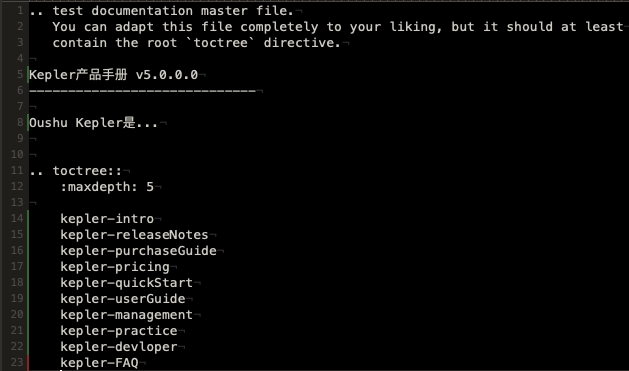 1 .. test documentation master file.
2 You can adapt this file completely to your liking, but it should at least
3 contain the root `toctree` directive.
4
5 Kepler产品手册 v5.0.0.0
6 ------------------------------
7
8 Oushu Kepler是...
9
10
11 .. toctree::
12 :maxdepth: 5
13
14 kepler-intro
15 kepler-releaseNotes
16 kepler-purchaseGuide
17 kepler-pricing
18 kepler-quickStart
19 kepler-userGuide
20 kepler-management
21 kepler-practice
22 kepler-devloper
23 kepler-FAQ